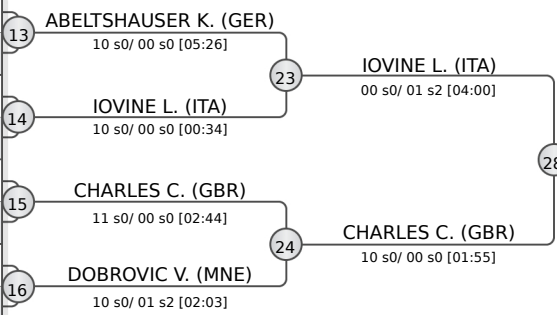 13
ABELTSHAUSER K. (GER)
10 s0/ 00 s0 [05:26]
23
IOVINE L. (ITA)
00 s0/ 01 s2 [04:00]
14
IOVINE L. (ITA)
10 s0/ 00 s0 [00:34]
28
15
CHARLES C. (GBR)
11 s0/ 00 s0 [02:44]
24
CHARLES C. (GBR)
10 s0/ 00 s0 [01:55]
16
DOBROVIC V. (MNE)
10 s0/ 01 s2 [02:03]